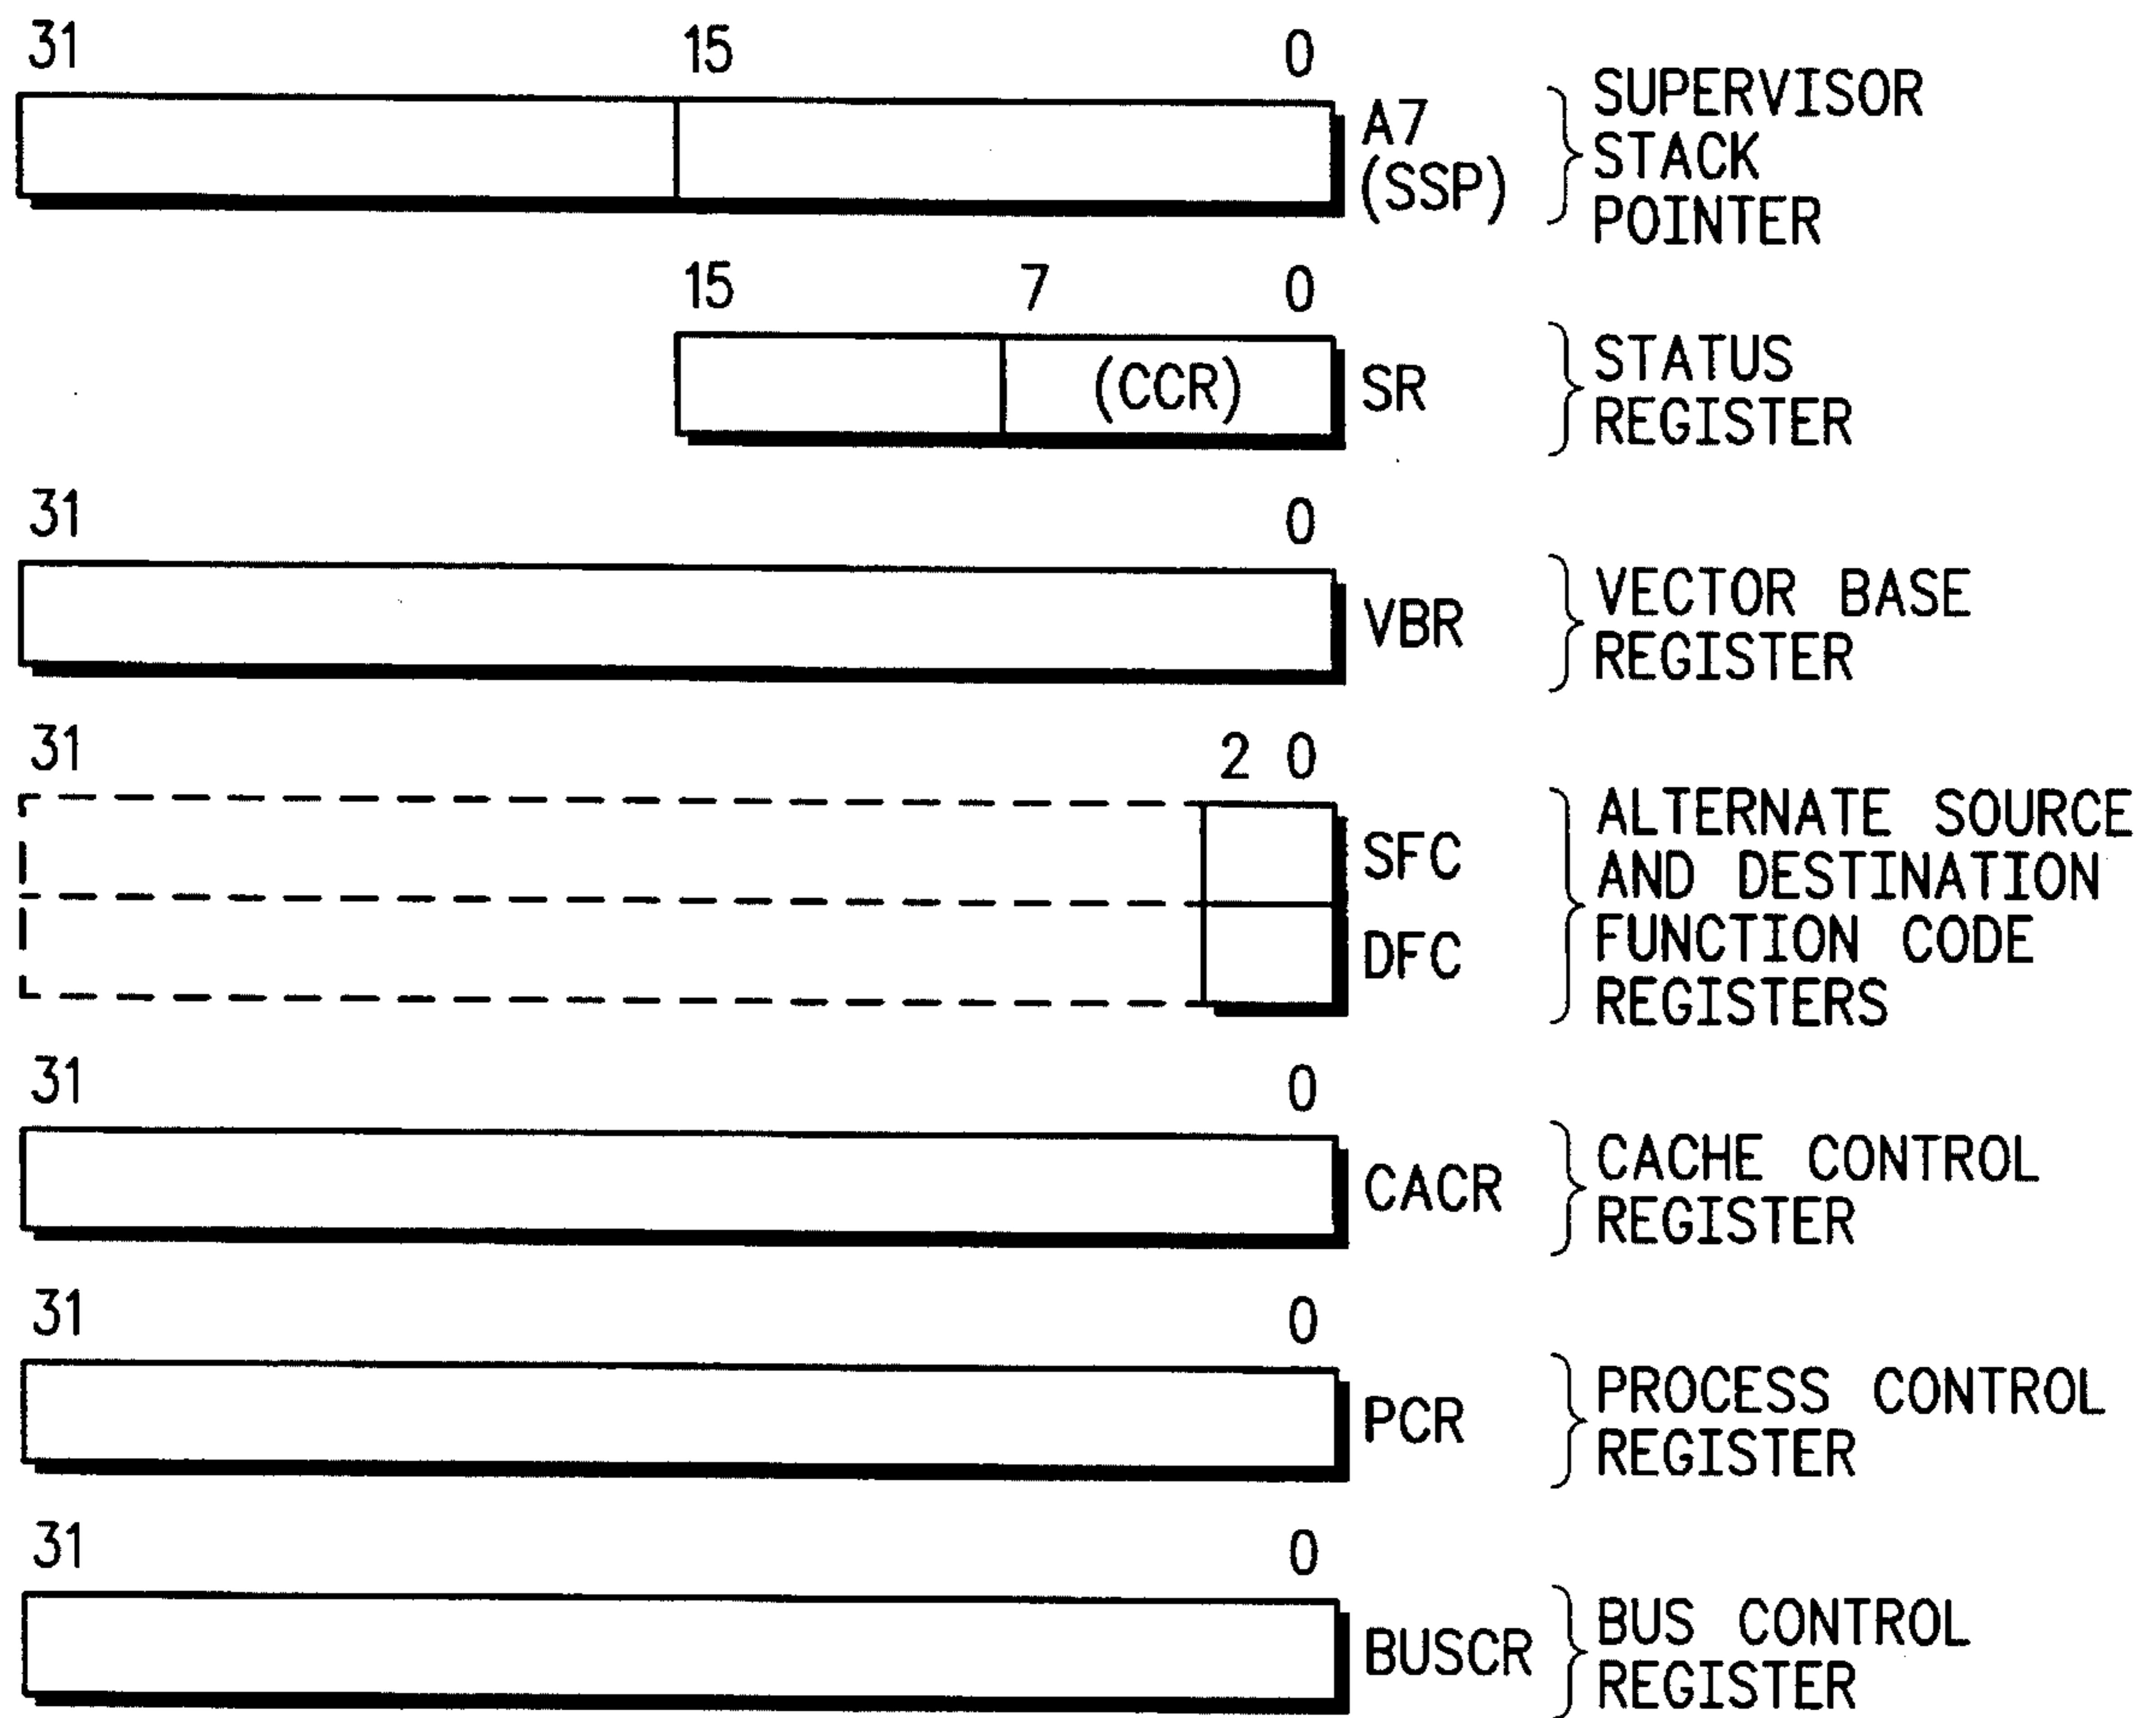 31 15 0
A7
(SSP)
SUPERVISOR
STACK
POINTER
15 7 0
(CCR)
SR
STATUS
REGISTER
31 0
VBR
VECTOR BASE
REGISTER
31 2 0
SFC
DFC
ALTERNATE SOURCE
AND DESTINATION
FUNCTION CODE
REGISTERS
31 0
CACR
CACHE CONTROL
REGISTER
31 0
PCR
PROCESS CONTROL
REGISTER
31 0
BUSCR
BUS CONTROL
REGISTER